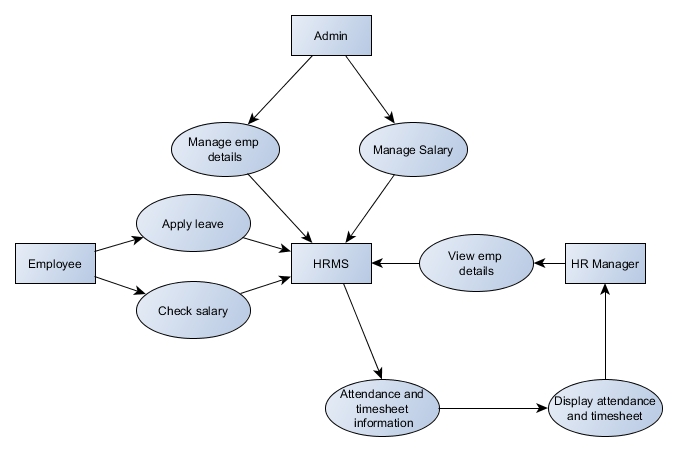 Admin
Manage emp
details
Manage Salary
Apply leave
Employee
HRMS
View emp
details
HR Manager
Check salary
Attendance and
timesheet
information
Display attendance
and timesheet